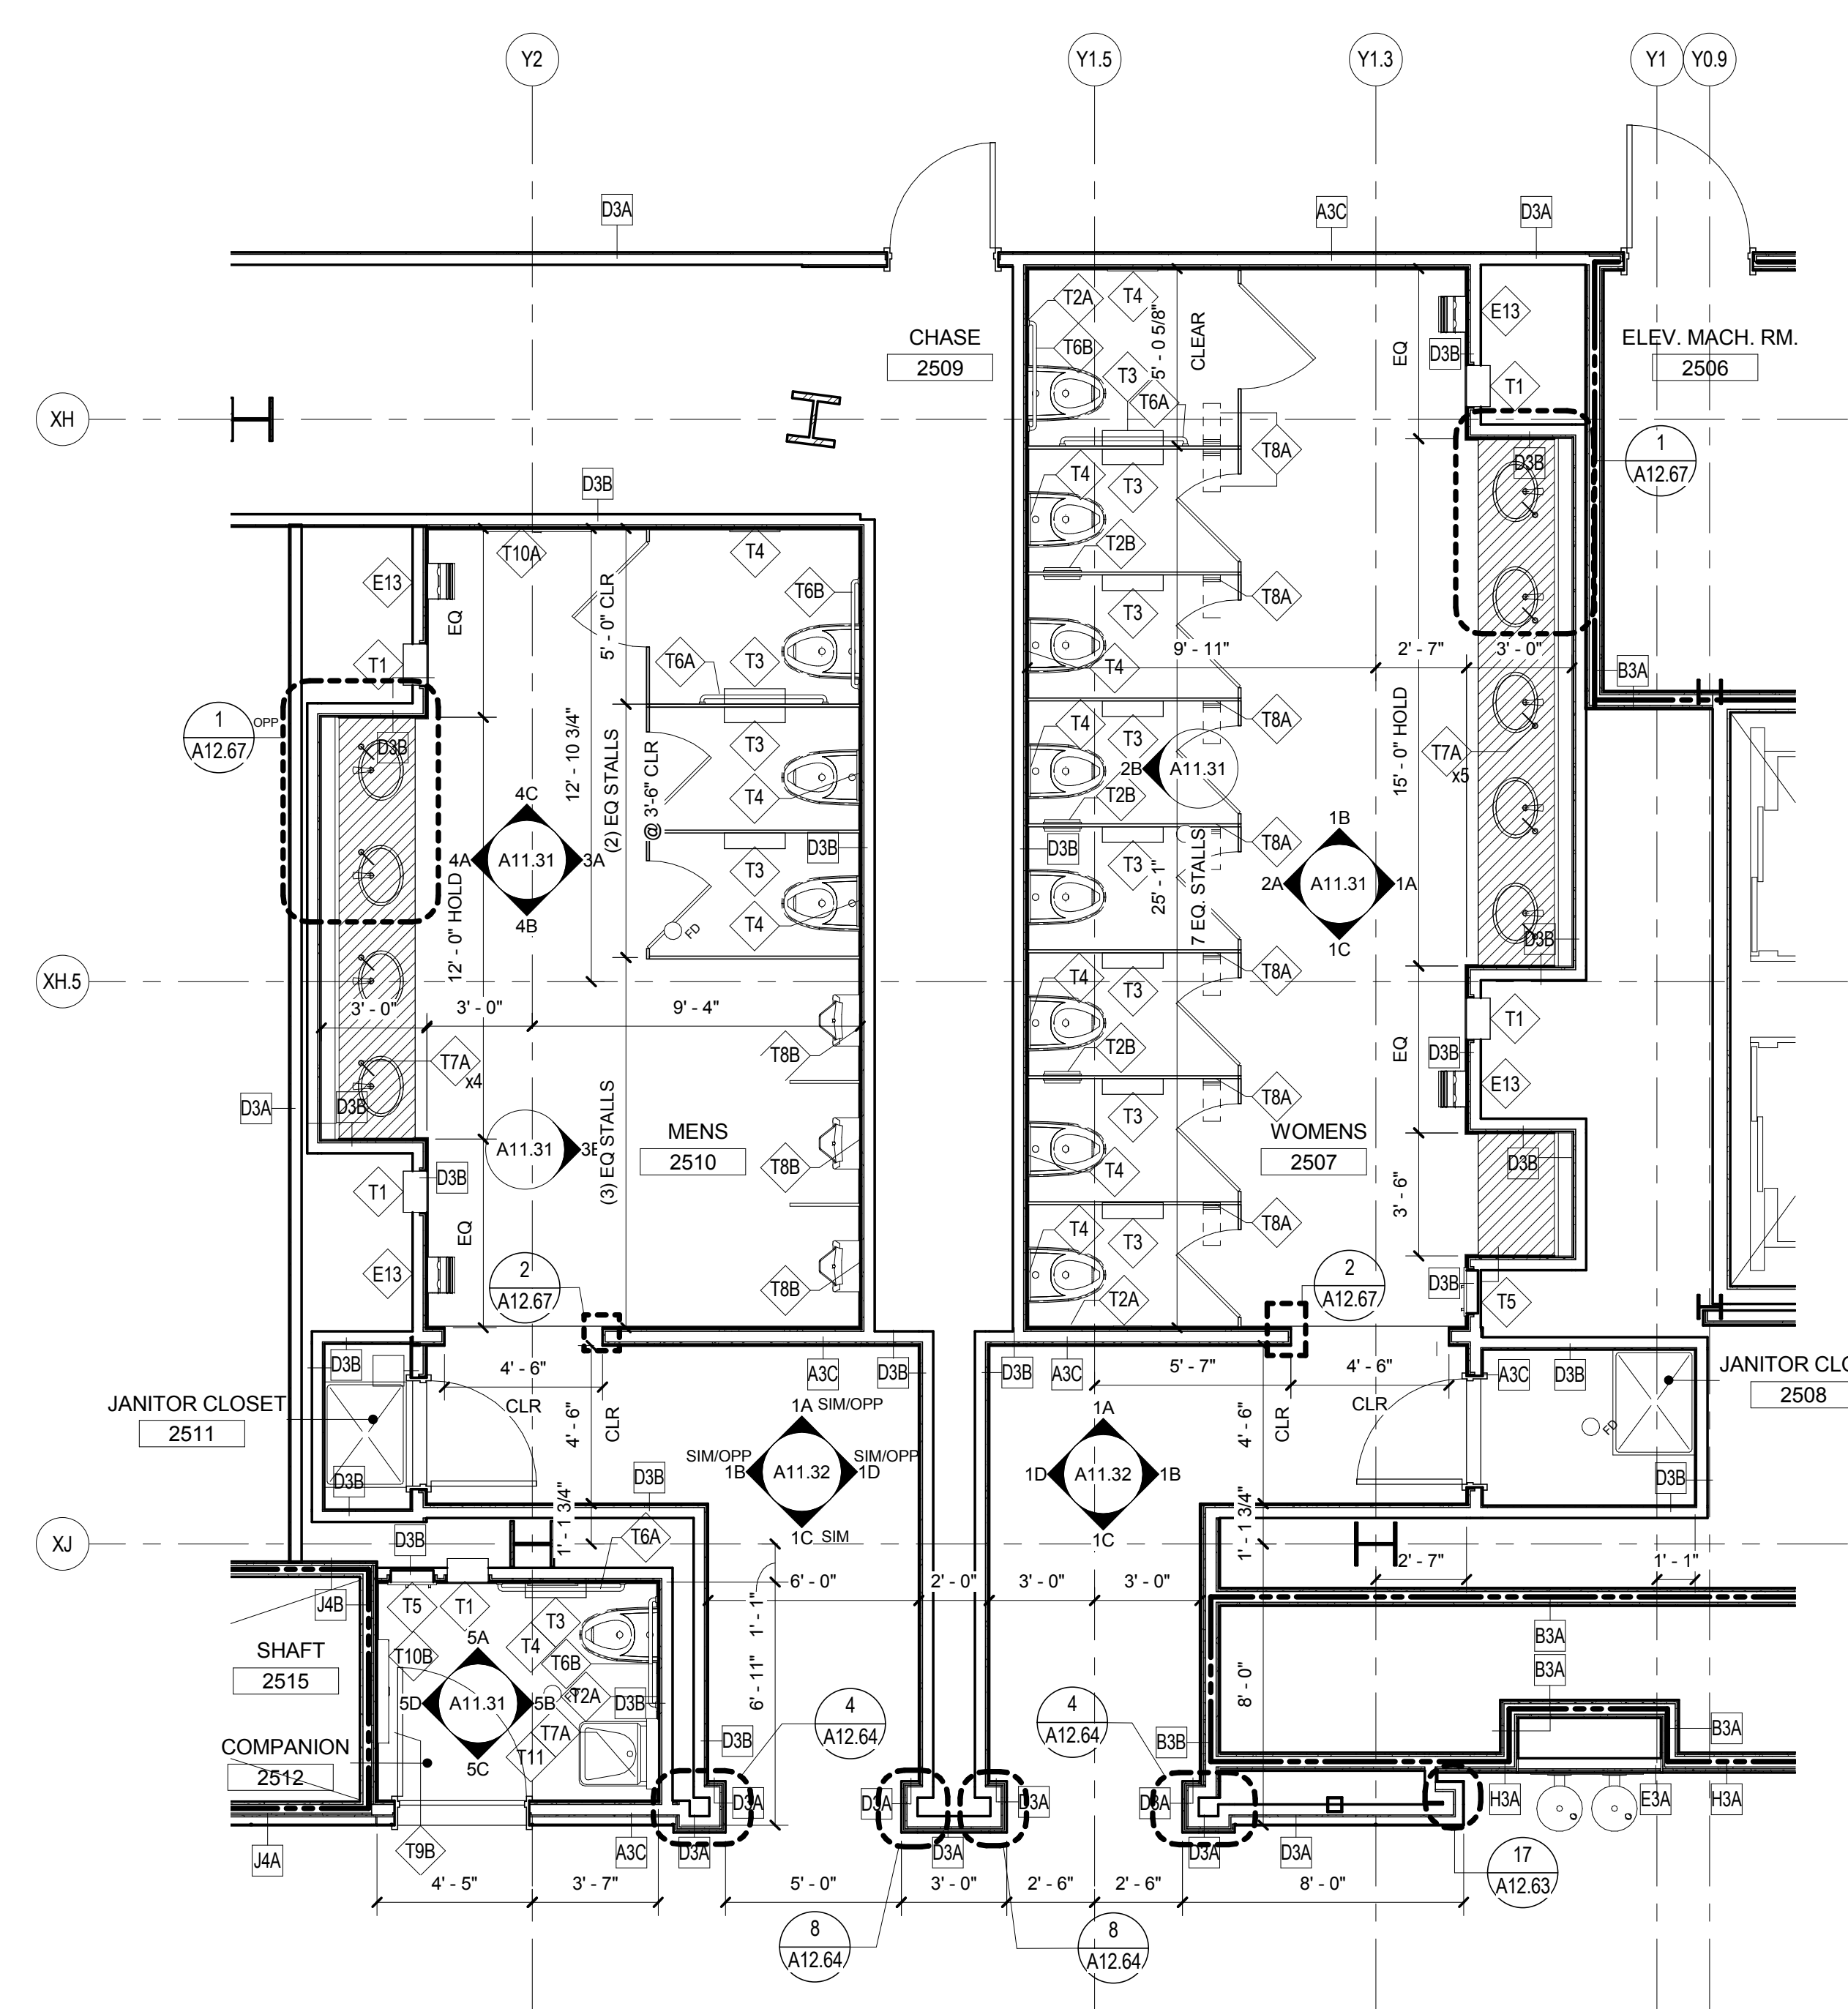 Y2
Y1.5
Y1.3
Y1
Y0.9
D3A
A3C
D3A
T2A
T4
5' - 0 5/8"
CLEAR
E13
EQ
CHASE
2509
T6B
D3B
ELEV. MACH. RM.
2506
T3
T6A
T1
XH
T8A
1
A12.67
D3B
T4
T3
D3B
T2B
T10A
T4
E13
T6B
5' - 0" CLR
EQ
T8A
T3
T1
T6A
T3
T4
9' - 11"
2' - 7"
3' - 0"
B3A
1
A12.67
OPP
D3B
12' - 10 3/4"
(2) EQ STALLS
@ 3'-6" CLR
T3
T4
T4
T3
T8A
2B
A11.31
15' - 0" HOLD
T7A
x5
T2B
4C
4A
A11.31
3A
4B
D3B
T3
T4
FD
D3B
T3
T8A
1B
2A
A11.31
1A
1C
25' - 1"
7 EQ. STALLS
12' - 0" HOLD
D3B
XH.5
T4
T3
T8A
3' - 0"
3' - 0"
9' - 4"
T1
T8B
T2B
EQ
D3B
T7A
x4
E13
D3A
D3B
T3
T8A
A11.31
(3) EQ STALLS
MENS
2510
WOMENS
2507
T8B
T4
D3B
D3B
T1
3' - 6"
EQ
T4
T3
T8A
E13
2
A12.67
T8B
T2A
2
A12.67
D3B
T5
D3B
4' - 6"
A3C
D3B
D3B
A3C
5' - 7"
4' - 6"
A3C
D3B
JANITOR CLOSET
2511
CLR
4' - 6"
CLR
1A
SIM/OPP
SIM/OPP
1B
A11.32
SIM/OPP
1D
1C
SIM
1A
1D
A11.32
1B
1C
4' - 6"
CLR
CLR
FD
2508
D3B
D3B
D3B
XJ
D3B
1' - 1 3/4"
T6A
1' - 1 3/4"
2' - 7"
1' - 1"
6' - 0"
2' - 0"
3' - 0"
3' - 0"
J4B
T5
T1
T3
T4
1' - 1"
SHAFT
2515
T10B
5A
5D
A11.31
5B
5C
T6B
T2A
D3B
T7A
T11
6' - 11"
8' - 0"
B3A
B3A
B3A
COMPANION
2512
D3B
4
A12.64
4
A12.64
B3B
D3A
D3A
D3A
D3A
H3A
E3A
H3A
J4A
T9B
A3C
D3A
D3A
D3A
D3A
17
A12.63
4' - 5"
3' - 7"
5' - 0"
3' - 0"
2' - 6"
2' - 6"
8' - 0"
8
A12.64
8
A12.64